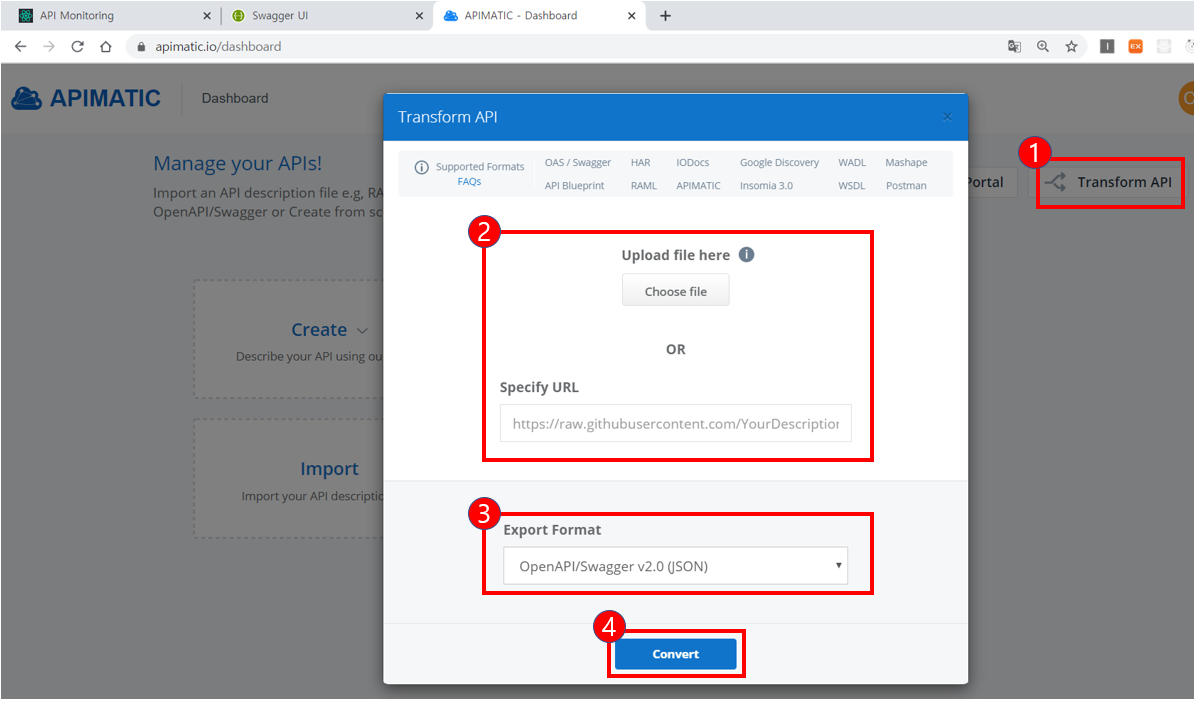 API Monitoring
Swagger UI
APIMATIC - Dashboard
apimatic.io/dashboard
I
EX
APIMATIC
Dashboard
Manage your APIs!
Import an API description file e.g, RA
OpenAPI/Swagger or Create from sc
Create
Describe your API using ou
Import
Import your API descriptio
Portal
1
Transform API
Transform API
Supported Formats
FAQs
OAS / Swagger HAR IODocs Google Discovery WADL Mashape
API Blueprint RAML APIMATIC Insomia 3.0 WSDL Postman
2
Upload file here
Choose file
OR
Specify URL
https://raw.githubusercontent.com/YourDescription
3
Export Format
OpenAPI/Swagger v2.0 (JSON)
4
Convert